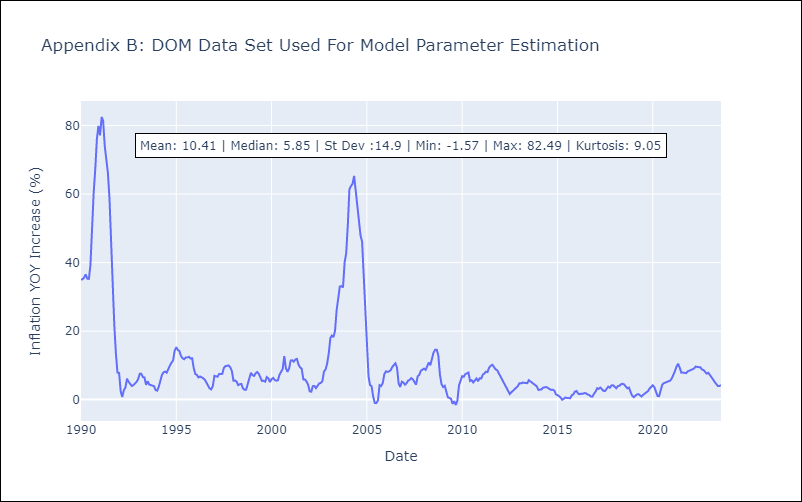 Appendix B: DOM Data Set Used For Model Parameter Estimation
Mean: 10.41 | Median: 5.85 | St Dev :14.9 | Min: -1.57 | Max: 82.49 | Kurtosis: 9.05
Inflation YOY Increase (%)
80
60
40
20
0
1990 1995 2000 2005 2010 2015 2020
Date